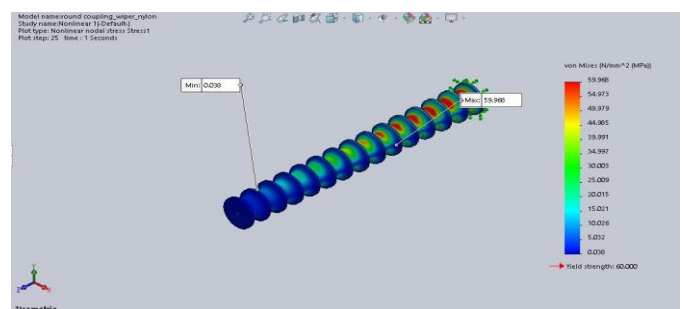 Model name:round coupling_wiper_nylon
Study name:Nonlinear 1(-Default-)
Plot type: Nonlinear nodal stress Stress1
Plot step: 25 time : 1 Seconds
Min: 0.038
Max: 59.968
von Mises (N/mm^2 (MPa))
59.968
54.973
49.979
44.985
39.991
34.997
30.003
25.009
20.015
15.021
10.026
5.032
0.038
Yield strength: 60.000
Y
Z
X